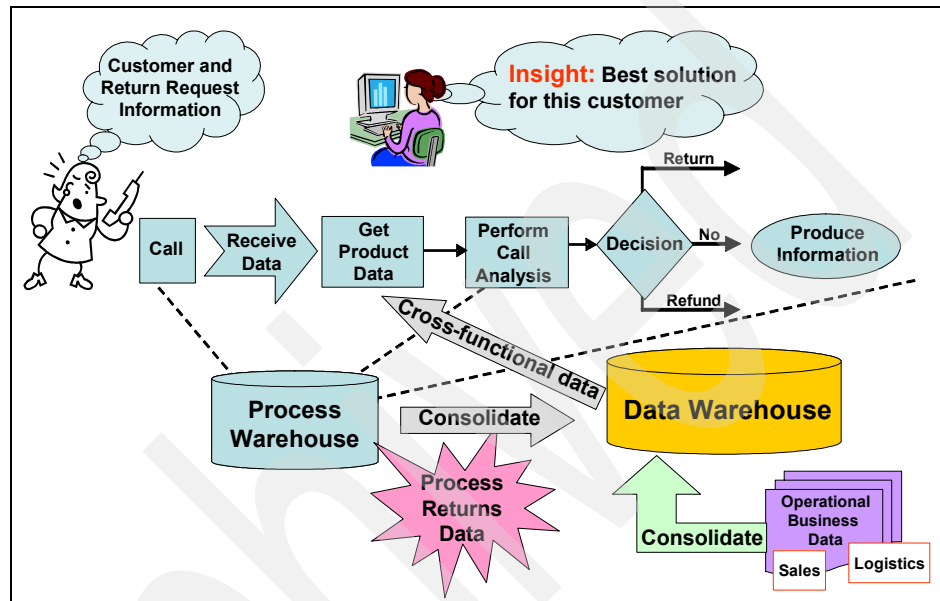 Customer and
Return Request
Information
Insight: Best solution
for this customer
Call
Receive
Data
Get
Product
Data
Perform
Call
Analysis
Decision
Return
No
Refund
Produce
Information
Cross-functional data
Process
Warehouse
Consolidate
Data Warehouse
Process
Returns
Data
Consolidate
Operational
Business
Data
Sales
Logistics